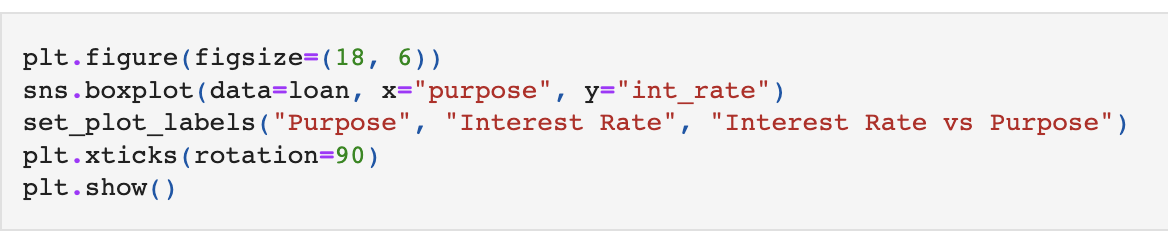 plt.figure(figsize=(18, 6))
sns.boxplot(data=loan, x="purpose", y="int_rate")
set_plot_labels("Purpose", "Interest Rate", "Interest Rate vs Purpose")
plt.xticks(rotation=90)
plt.show()